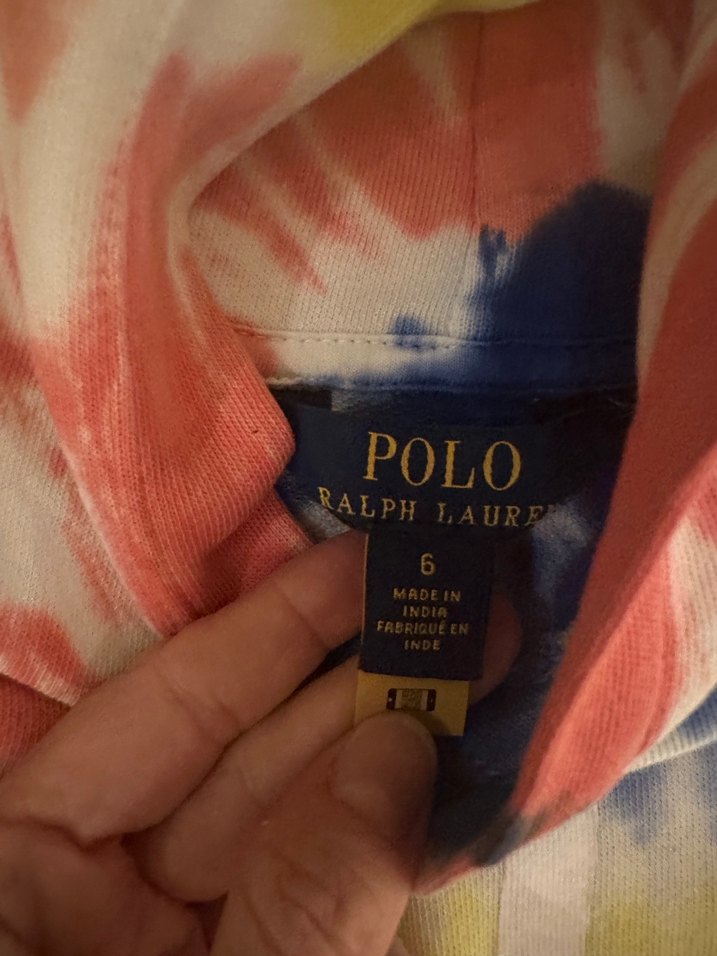 POLO
RALPH LAURE
6
MADE IN
INDIA
FABRIQUÉ EN
INDE